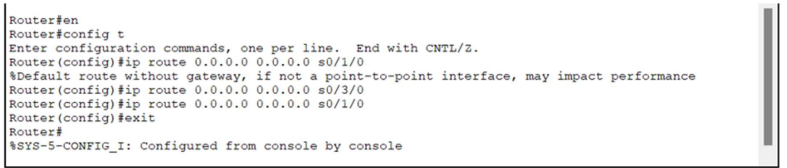 Router#en
Router#config t
Enter configuration commands, one per line.  End with CNTL/Z.
Router(config)#ip route 0.0.0.0 0.0.0.0 s0/1/0
%Default route without gateway, if not a point-to-point interface, may impact performance
Router(config)#ip route 0.0.0.0 0.0.0.0 s0/3/0
Router(config)#ip route 0.0.0.0 0.0.0.0 s0/1/0
Router(config)#exit
Router#
%SYS-5-CONFIG_I: Configured from console by console